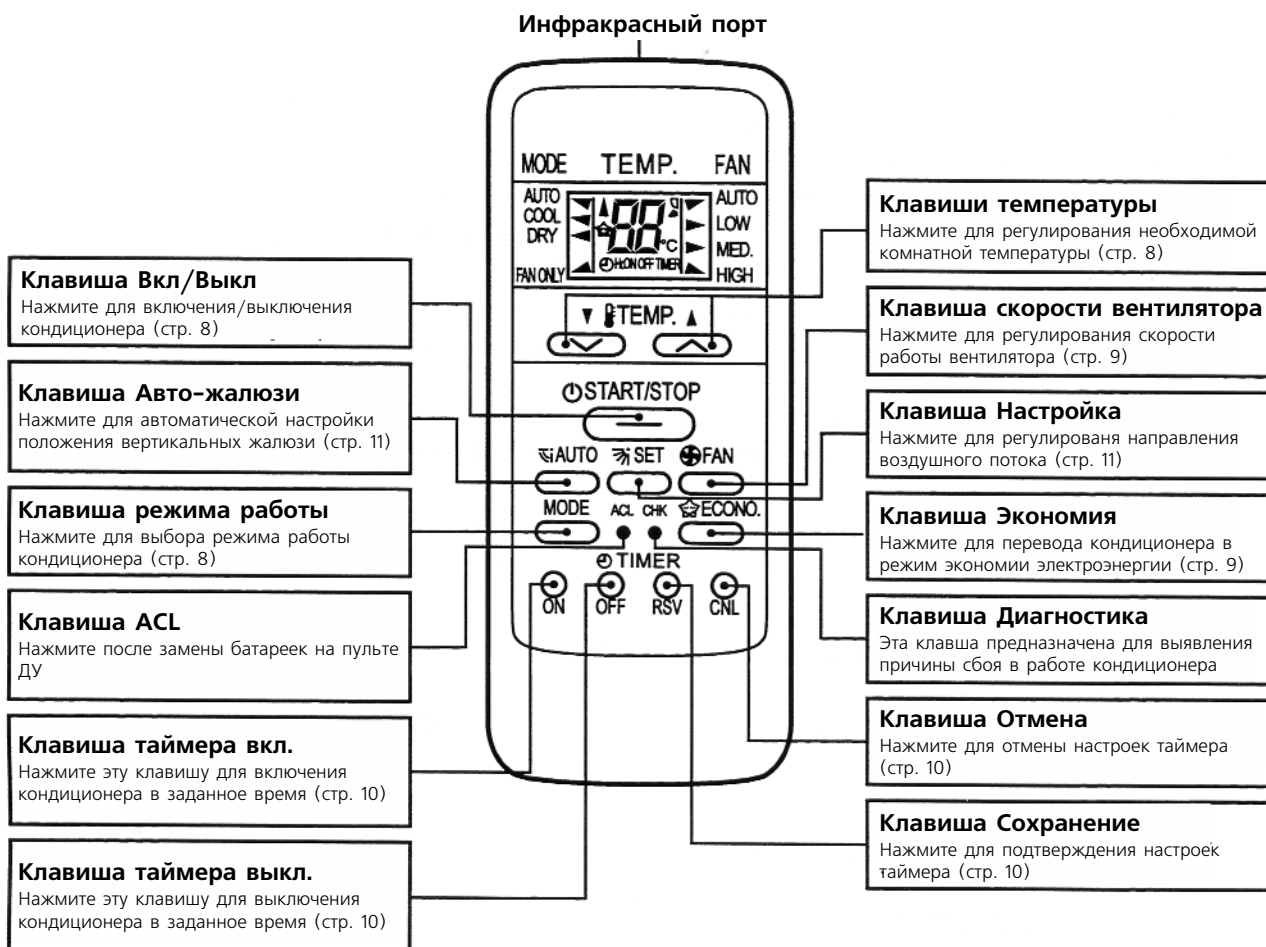 Инфракрасный порт
MODE TEMP. FAN
AUTO
COOL
DRY
FAN ONLY
88
°C
H:ON OFF TIMER
AUTO
LOW
MED.
HIGH
▼ TEMP. ▲
START/STOP
AUTO SET FAN
MODE ACL CHK ECONO.
TIMER
ON OFF RSV CNL
Клавиша Вкл/Выкл
Нажмите для включения/выключения
кондиционера (стр. 8)
Клавиша Авто-жалюзи
Нажмите для автоматической настройки
положения вертикальных жалюзи (стр. 11)
Клавиша режима работы
Нажмите для выбора режима работы
кондиционера (стр. 8)
Клавиша ACL
Нажмите после замены батареек на пульте
ДУ
Клавиша таймера вкл.
Нажмите эту клавишу для включения
кондиционера в заданное время (стр. 10)
Клавиша таймера выкл.
Нажмите эту клавишу для выключения
кондиционера в заданное время (стр. 10)
Клавиши температуры
Нажмите для регулирования необходимой
комнатной температуры (стр. 8)
Клавиша скорости вентилятора
Нажмите для регулирования скорости
работы вентилятора (стр. 9)
Клавиша Настройка
Нажмите для регулированя направления
воздушного потока (стр. 11)
Клавиша Экономия
Нажмите для перевода кондиционера в
режим экономии электроэнергии (стр. 9)
Клавиша Диагностика
Эта клавша предназначена для выявления
причины сбоя в работе кондиционера
Клавиша Отмена
Нажмите для отмены настроек таймера
(стр. 10)
Клавиша Сохранение
Нажмите для подтверждения настроек
таймера (стр. 10)